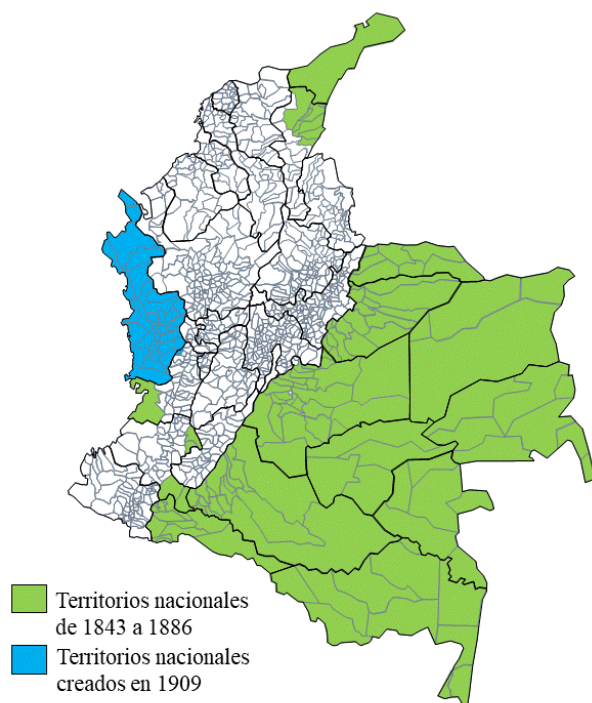 Territorios nacionales
de 1843 a 1886
Territorios nacionales
creados en 1909